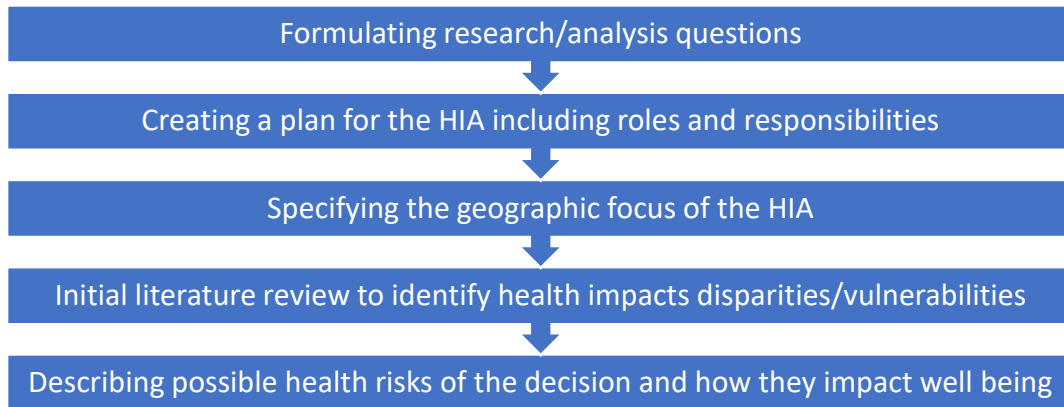 Formulating research/analysis questions
Creating a plan for the HIA including roles and responsibilities
Specifying the geographic focus of the HIA
Initial literature review to identify health impacts disparities/vulnerabilities
Describing possible health risks of the decision and how they impact well being